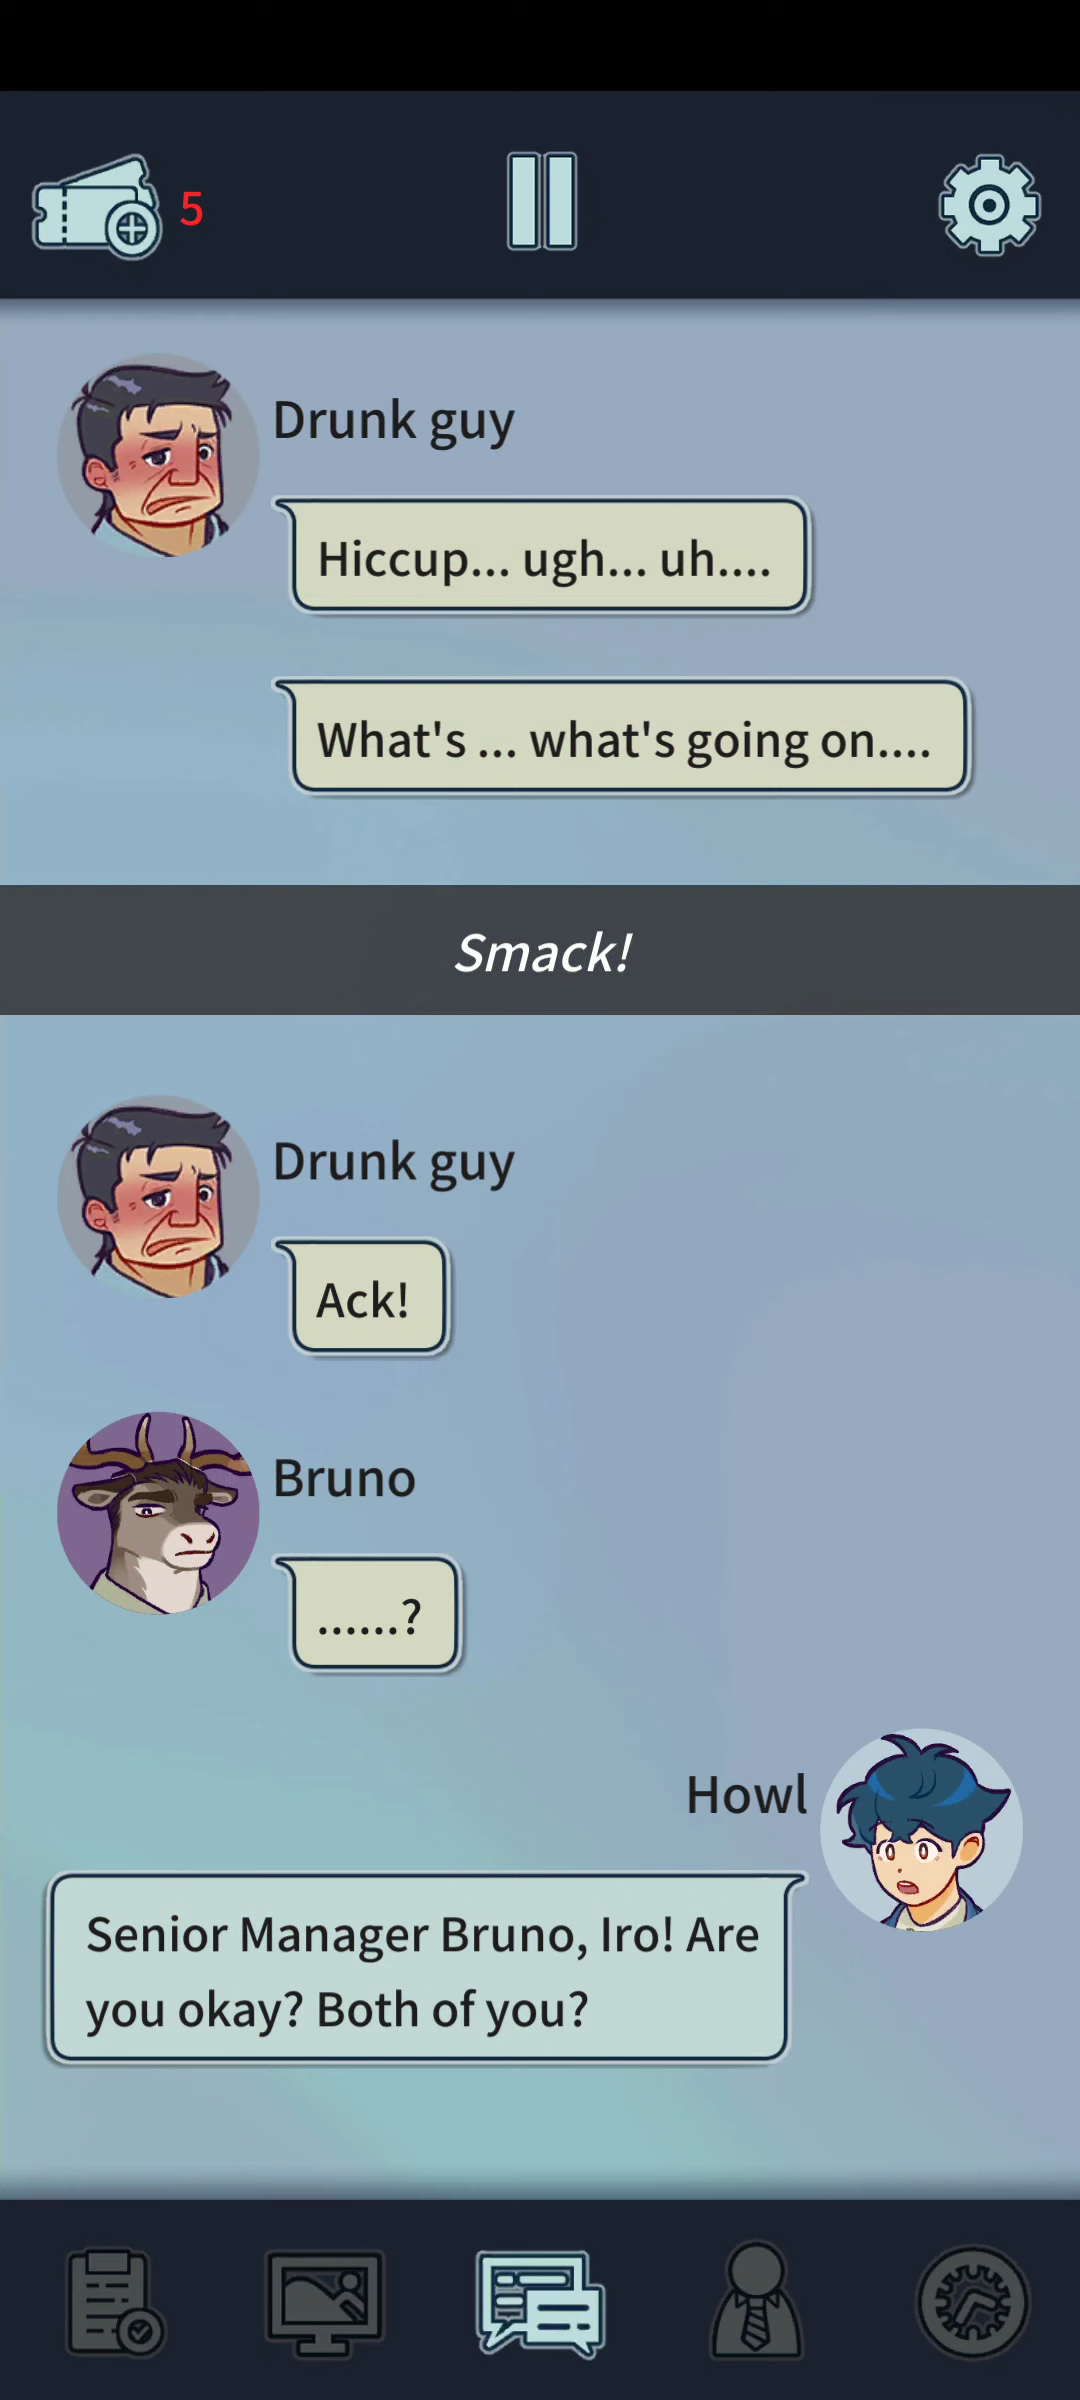 5
Drunk guy
Hiccup... ugh... uh....
What's ... what's going on....
Smack!
Drunk guy
Ack!
Bruno
......?
Howl
Senior Manager Bruno, Iro! Are
you okay? Both of you?